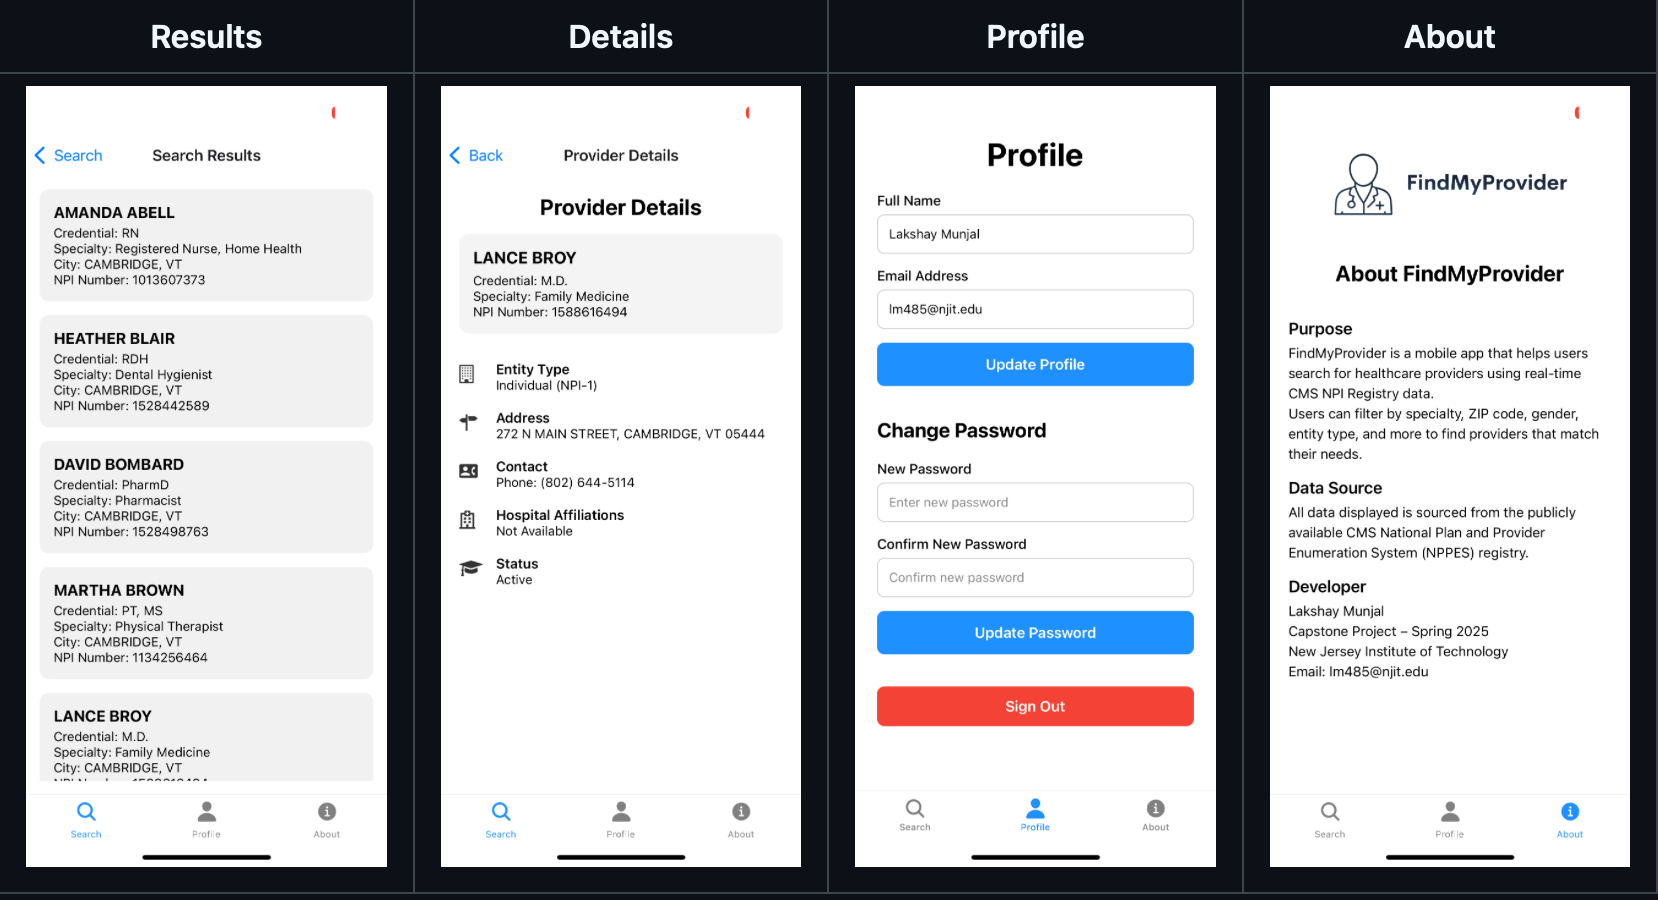 Results
Details
Profile
About
Search
Search Results
AMANDA ABELL
Credential: RN
Specialty: Registered Nurse, Home Health
City: CAMBRIDGE, VT
NPI Number: 1013607373
HEATHER BLAIR
Credential: RDH
Specialty: Dental Hygienist
City: CAMBRIDGE, VT
NPI Number: 1528442589
DAVID BOMBARD
Credential: PharmD
Specialty: Pharmacist
City: CAMBRIDGE, VT
NPI Number: 1528498763
MARTHA BROWN
Credential: PT, MS
Specialty: Physical Therapist
City: CAMBRIDGE, VT
NPI Number: 1134256464
LANCE BROY
Credential: M.D.
Specialty: Family Medicine
City: CAMBRIDGE, VT
Search
Profile
About
Back
Provider Details
Provider Details
LANCE BROY
Credential: M.D.
Specialty: Family Medicine
NPI Number: 1588616494
Entity Type
Individual (NPI-1)
Address
272 N MAIN STREET, CAMBRIDGE, VT 05444
Contact
Phone: (802) 644-5114
Hospital Affiliations
Not Available
Status
Active
Search
Profile
About
Profile
Full Name
Lakshay Munjal
Email Address
lm485@njit.edu
Update Profile
Change Password
New Password
Enter new password
Confirm New Password
Confirm new password
Update Password
Sign Out
Search
Profile
About
FindMyProvider
About FindMyProvider
Purpose
FindMyProvider is a mobile app that helps users
search for healthcare providers using real-time
CMS NPI Registry data.
Users can filter by specialty, ZIP code, gender,
entity type, and more to find providers that match
their needs.
Data Source
All data displayed is sourced from the publicly
available CMS National Plan and Provider
Enumeration System (NPPES) registry.
Developer
Lakshay Munjal
Capstone Project – Spring 2025
New Jersey Institute of Technology
Email: lm485@njit.edu
Search
Profile
About